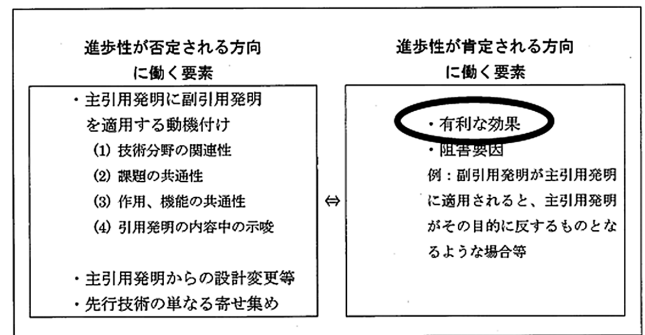 進歩性が否定される方向
に働く要素
・主引用発明に副引用発明
を適用する動機付け
(1) 技術分野の関連性
(2) 課題の共通性
(3) 作用、機能の共通性
(4) 引用発明の内容中の示唆
・主引用発明からの設計変更等
・先行技術の単なる寄せ集め
⇔
進歩性が肯定される方向
に働く要素
・有利な効果
・阻害要因
例：副引用発明が主引用発明
に適用されると、主引用発明
がその目的に反するものとな
るような場合等